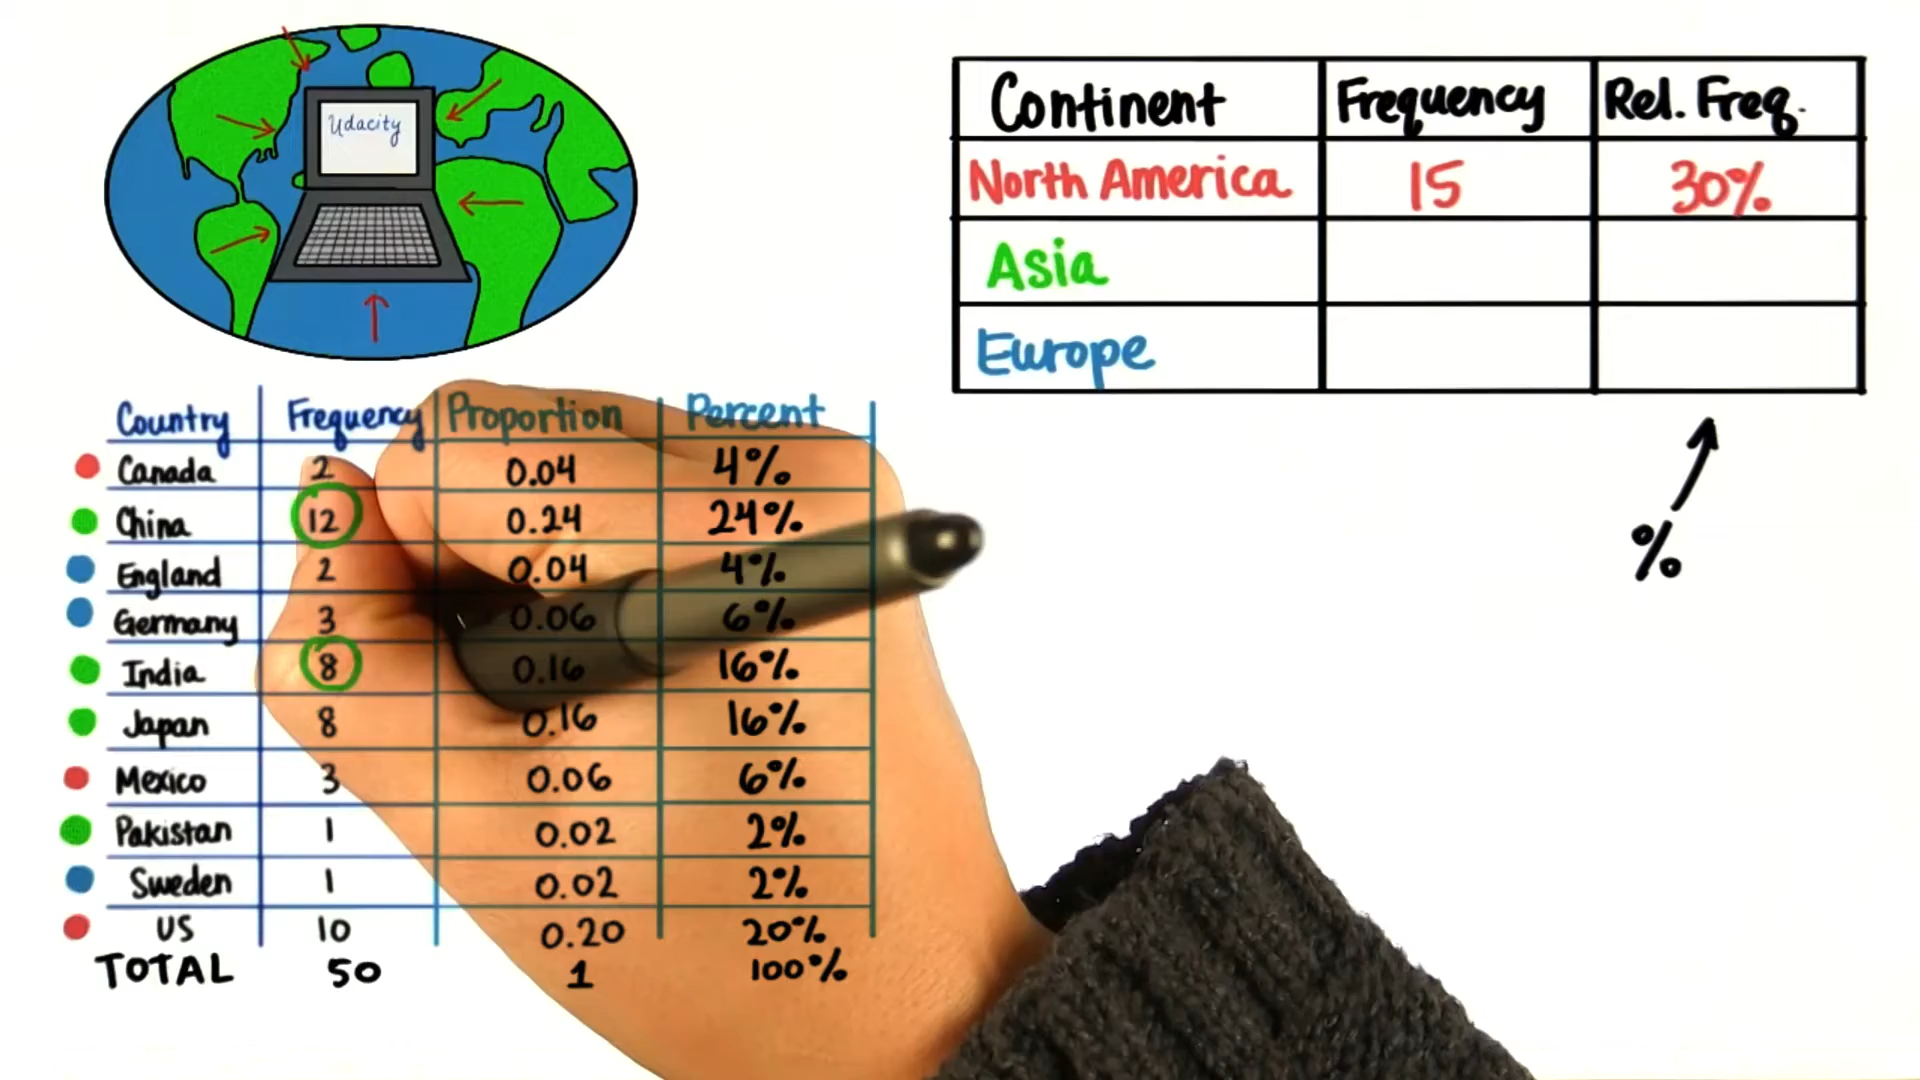 Udacity
Continent Frequency Rel. Freq.
North America 15 30%
Asia
Europe
%
Country Frequency Proportion Percent
Canada 2 0.04 4%
China 12 0.24 24%
England 2 0.04 4%
Germany 3 0.06 6%
India 8 0.16 16%
Japan 8 0.16 16%
Mexico 3 0.06 6%
Pakistan 1 0.02 2%
Sweden 1 0.02 2%
US 10 0.20 20%
TOTAL 50 1 100%